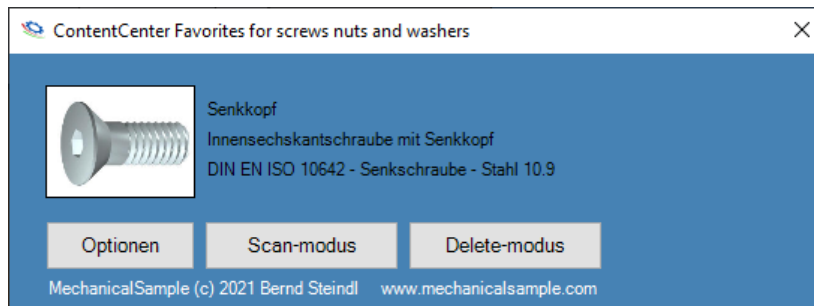 ContentCenter Favorites for screws nuts and washers
Senkkopf
Innensechskantschraube mit Senkkopf
DIN EN ISO 10642 - Senkschraube - Stahl 10.9
Optionen Scan-modus Delete-modus
MechanicalSample (c) 2021 Bernd Steindl www.mechanicalsample.com